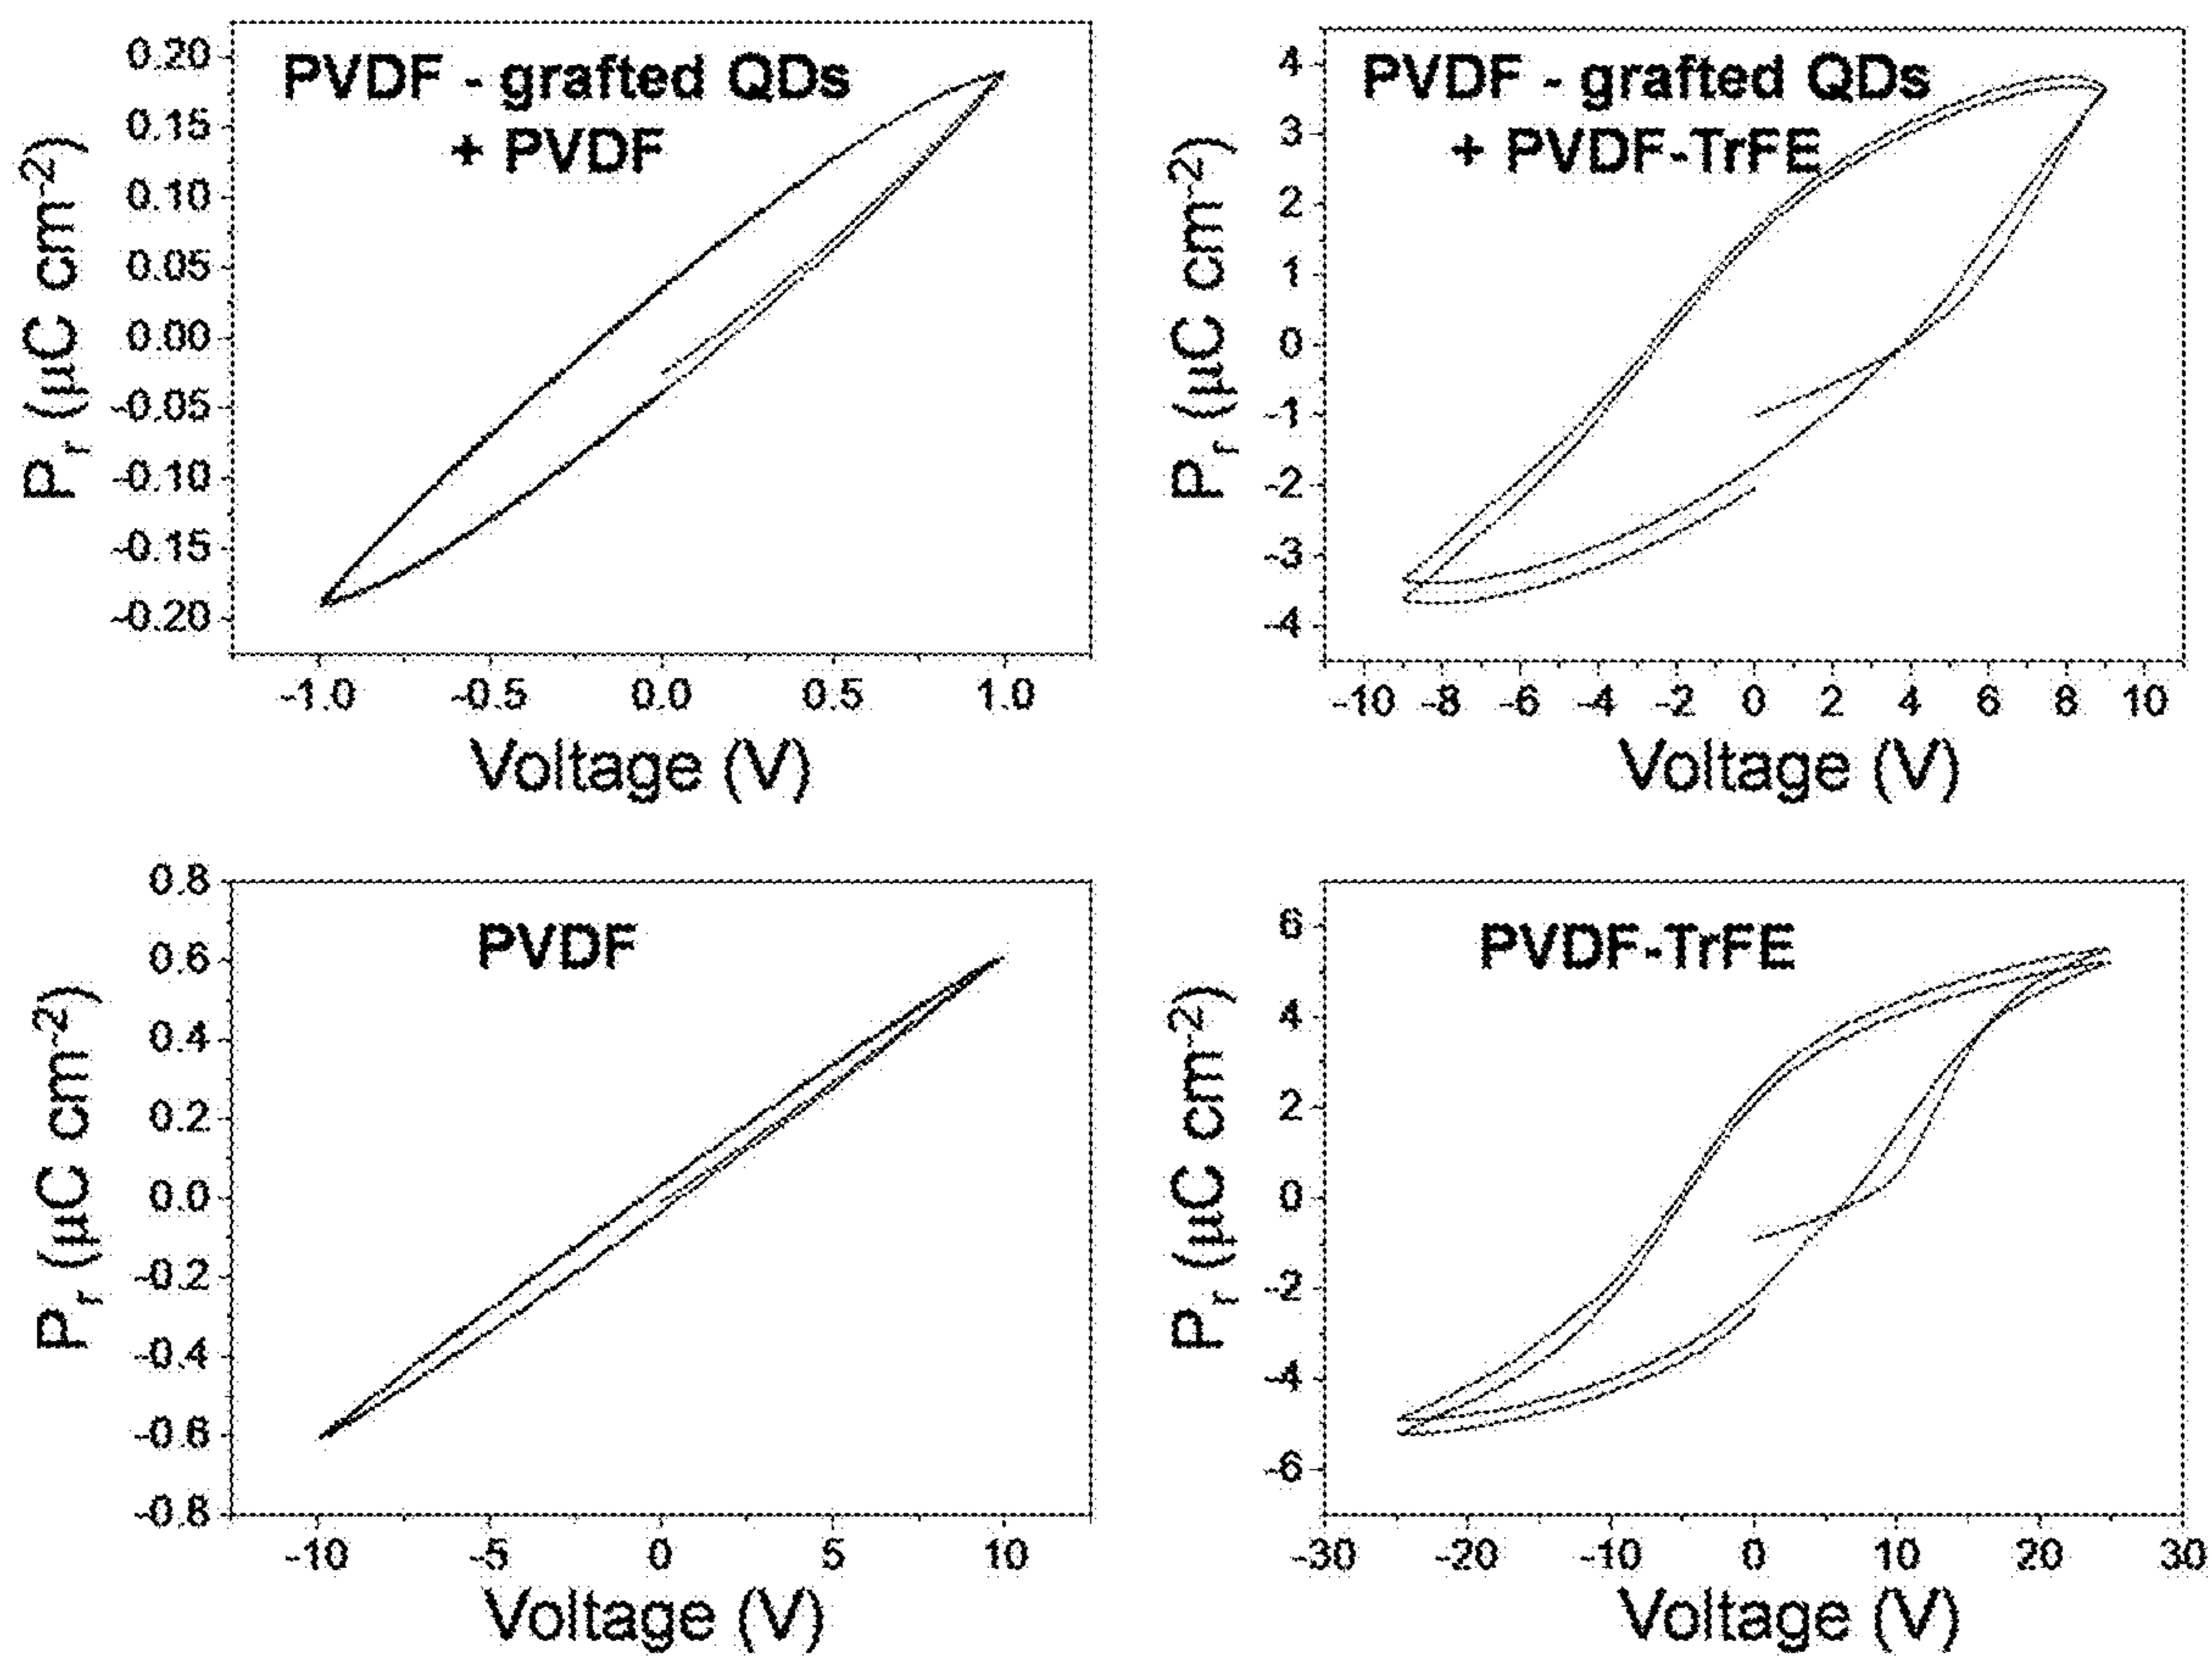 PVDF - grafted QDs
+ PVDF
0.20
0.15
0.10
0.05
0.00
-0.05
-0.10
-0.15
-0.20
Pr (μC cm-2)
-1.0 -0.5 0.0 0.5 1.0
Voltage (V)
PVDF - grafted QDs
+ PVDF-TrFE
4
3
2
1
0
-1
-2
-3
-4
Pr (μC cm-2)
-10 -8 -6 -4 -2 0 2 4 6 8 10
Voltage (V)
PVDF
0.8
0.6
0.4
0.2
0.0
-0.2
-0.4
-0.6
-0.8
Pr (μC cm-2)
-10 -5 0 5 10
Voltage (V)
PVDF-TrFE
6
4
2
0
-2
-4
-6
Pr (μC cm-2)
-30 -20 -10 0 10 20 30
Voltage (V)